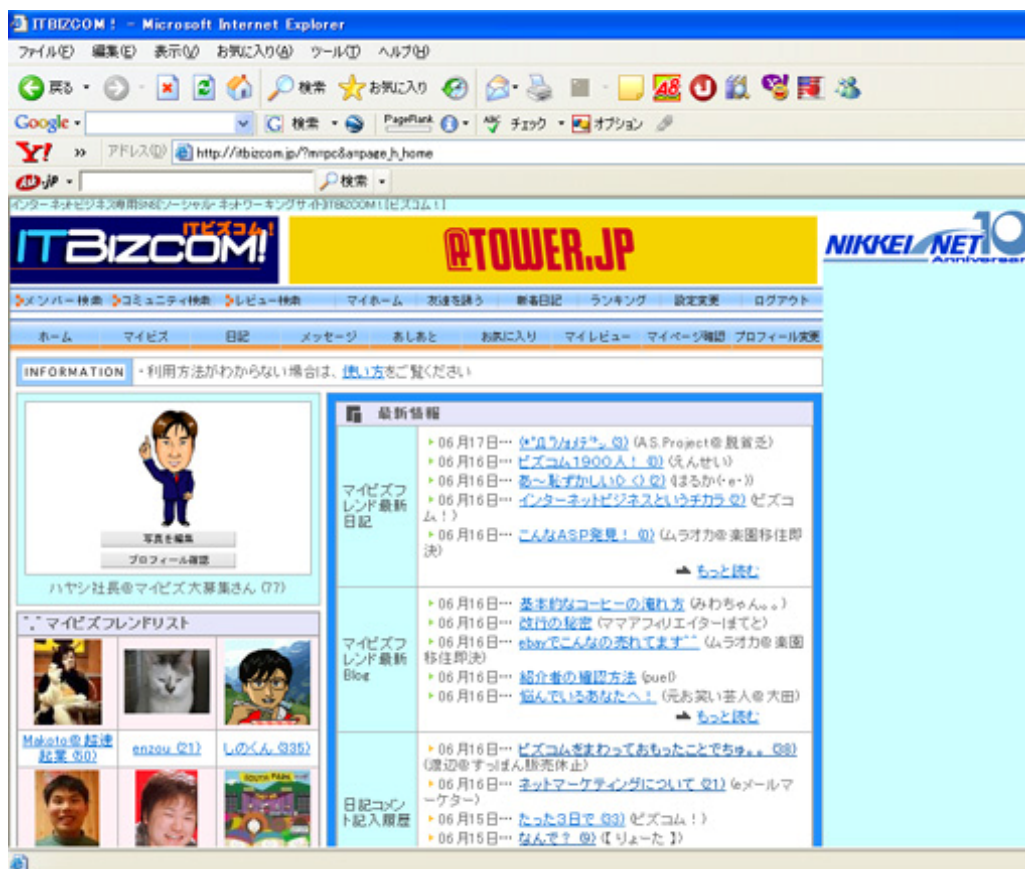 ITBIZCOM! - Microsoft Internet Explorer
ファイル(F) 編集(E) 表示(V) お気に入り(A) ツール(T) ヘルプ(H)
戻る 検索 お気に入り
Google 検索 PageRank ABC チェック オプション
Y! » アドレス(D) http://itbizcom.jp/?m=pc&a=page_h_home
.JP 検索
インターネットビジネス専用SNS[ソーシャル・ネットワーキングサイト]ITBIZCOM![ビズコム!]
ITビズコム!
ITBIZCOM!
@TOWER.JP
NIKKEI NET 10 Anniversary
メンバー検索 コミュニティ検索 レビュー検索 マイホーム 友達を誘う 新着日記 ランキング 設定変更 ログアウト
ホーム マイビズ 日記 メッセージ あしあと お気に入り マイレビュー マイページ確認 プロフィール変更
INFORMATION ・利用方法がわからない場合は、使い方をご覧ください
写真を編集
プロフィール確認
ハヤシ社長@マイビズ大募集さん (77)
マイビズフレンドリスト
Makoto@超速起業 (50) enzou (21) しのくん (335)
SOUTH PARK
最新情報
マイビズフレンド最新日記
06月17日… (AS.Project@脱貧乏)
06月16日… ビズコム1900人! (0) (えんせい)
06月16日… あ~恥ずかしい (2) (はるか(・e・))
06月16日… インターネットビジネスというチカラ (2) (ビズコム!)
06月16日… こんなASP発見! (0) (ムラオカ@楽園移住即決)
もっと読む
マイビズフレンド最新Blog
06月16日… 基本的なコーヒーの淹れ方 (みわちゃん。。)
06月16日… 改行の秘密 (ママアフィリエイターほてと)
06月16日… ebayでこんなの売れてます^^ (ムラオカ@楽園移住即決)
06月16日… 紹介者の確認方法 (puel)
06月16日… 悩んでいるあなたへ! (元お笑い芸人@大田)
もっと読む
日記コメント記入履歴
06月16日… ビズコムをまわっておもったことでちゅ。。 (38) (渡辺@すっぽん販売休止)
06月16日… ネットマーケティングについて (21) (eメールマーケター)
06月15日… たった3日で (33) (ビズコム!)
06月15日… なんで? (9) (【りょーた】)